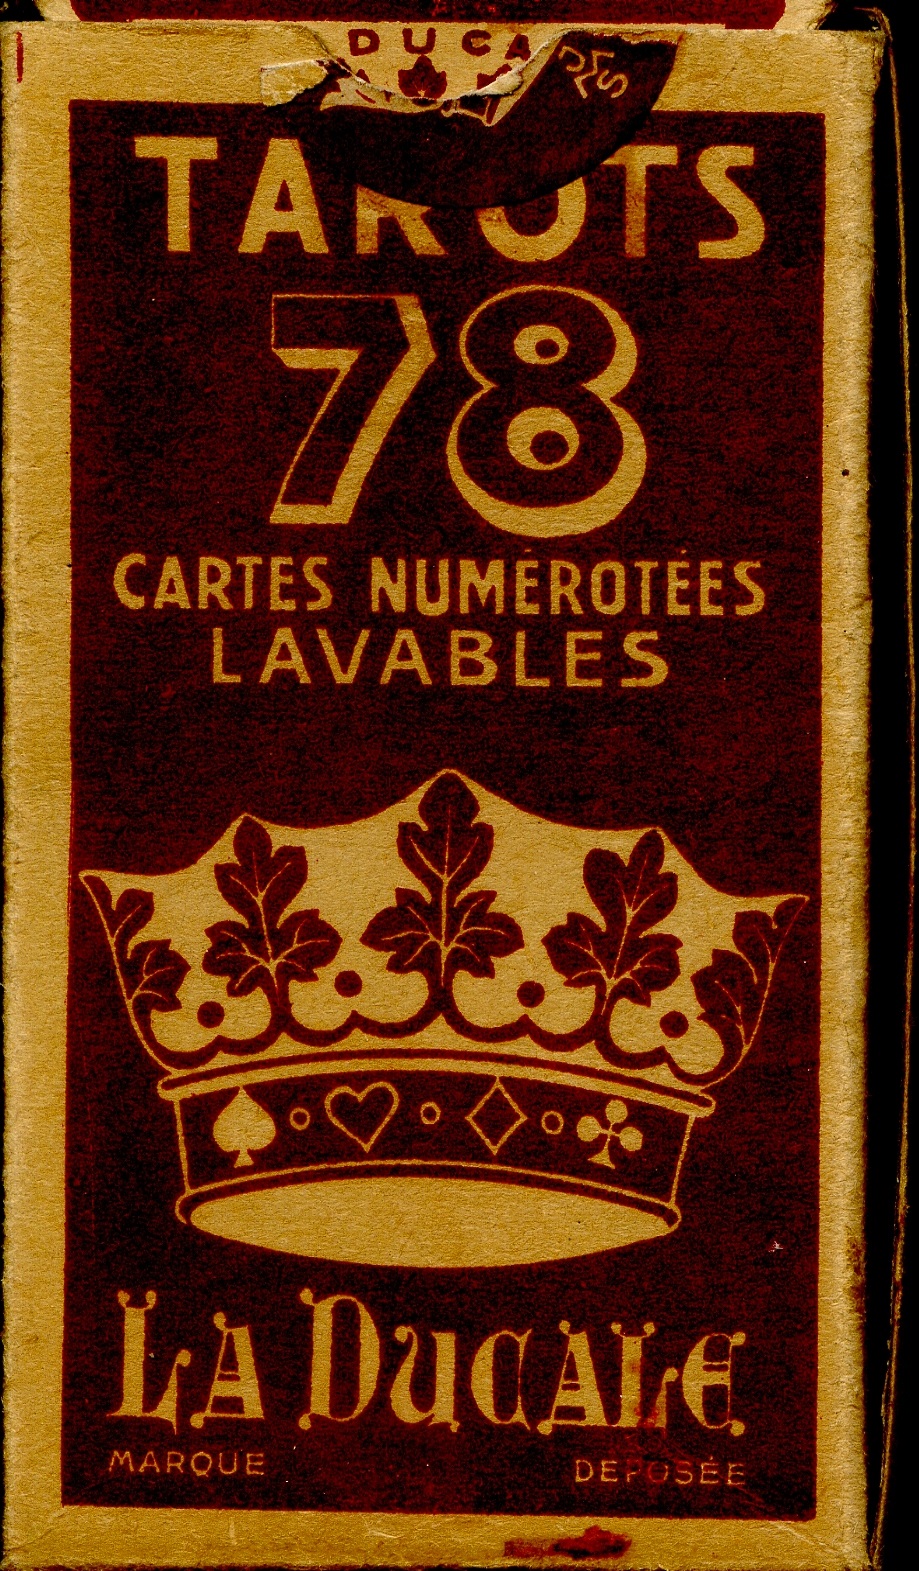 DUCA
TAROTS
78
CARTES NUMÉROTÉES
LAVABLES
LA DUCALE
MARQUE DEPOSÉE